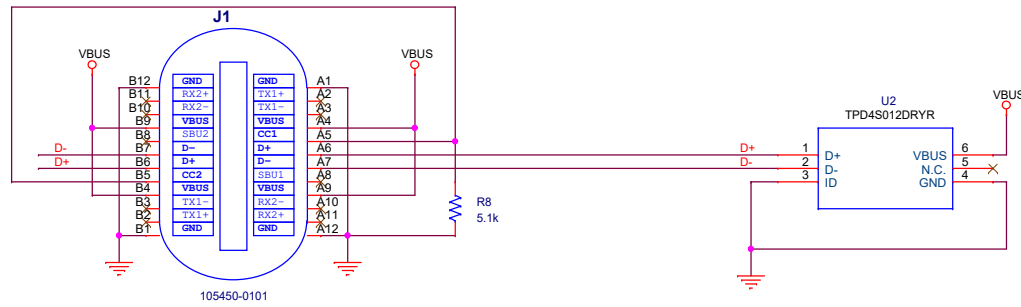 J1
VBUS
VBUS
B12 GND GND A1
B11 RX2+ TX1+ A2
B10 RX2- TX1- A3
B9 VBUS VBUS A4
B8 SBU2 CC1 A5
D- B7 D- D+ A6
D+ B6 D+ D- A7
B5 CC2 SBU1 A8
B4 VBUS VBUS A9
B3 TX1- RX2- A10
B2 TX1+ RX2+ A11
B1 GND GND A12
105450-0101
R8
5.1k
U2
TPD4S012DRYR
VBUS
D+ 1 D+ VBUS 6
D- 2 D- N.C. 5
3 ID GND 4